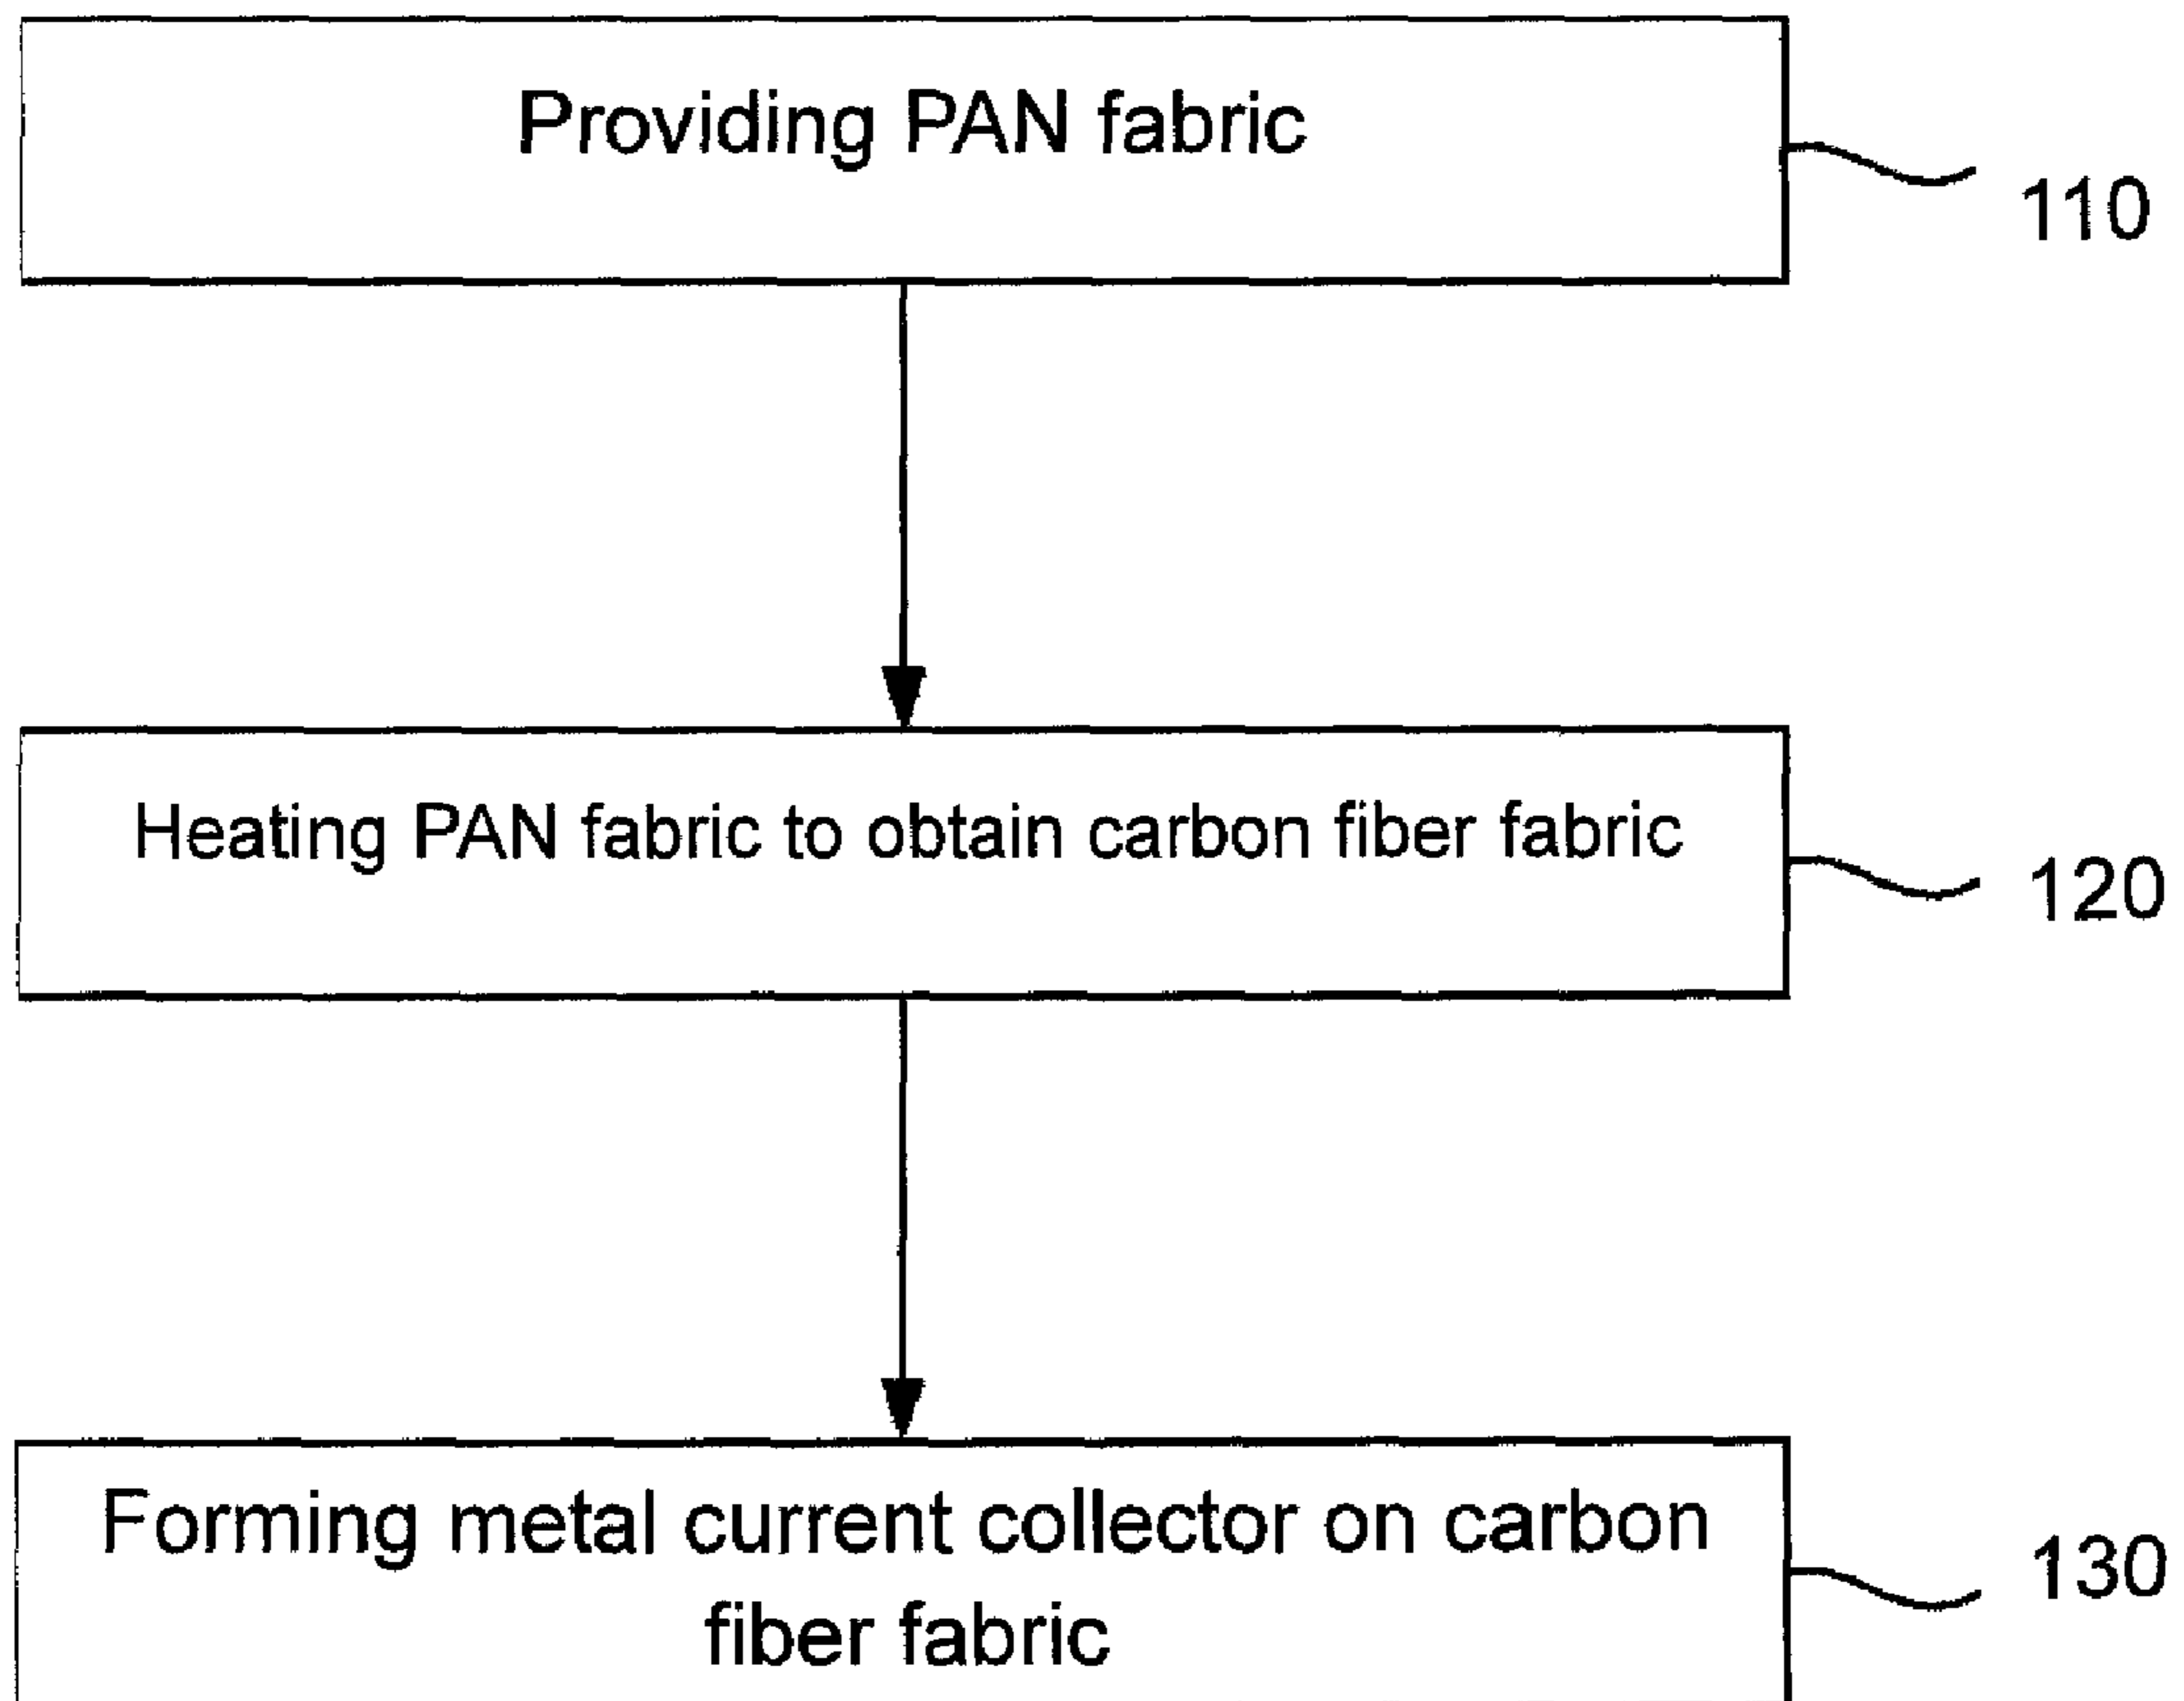 Providing PAN fabric
110
Heating PAN fabric to obtain carbon fiber fabric
120
Forming metal current collector on carbon
fiber fabric
130